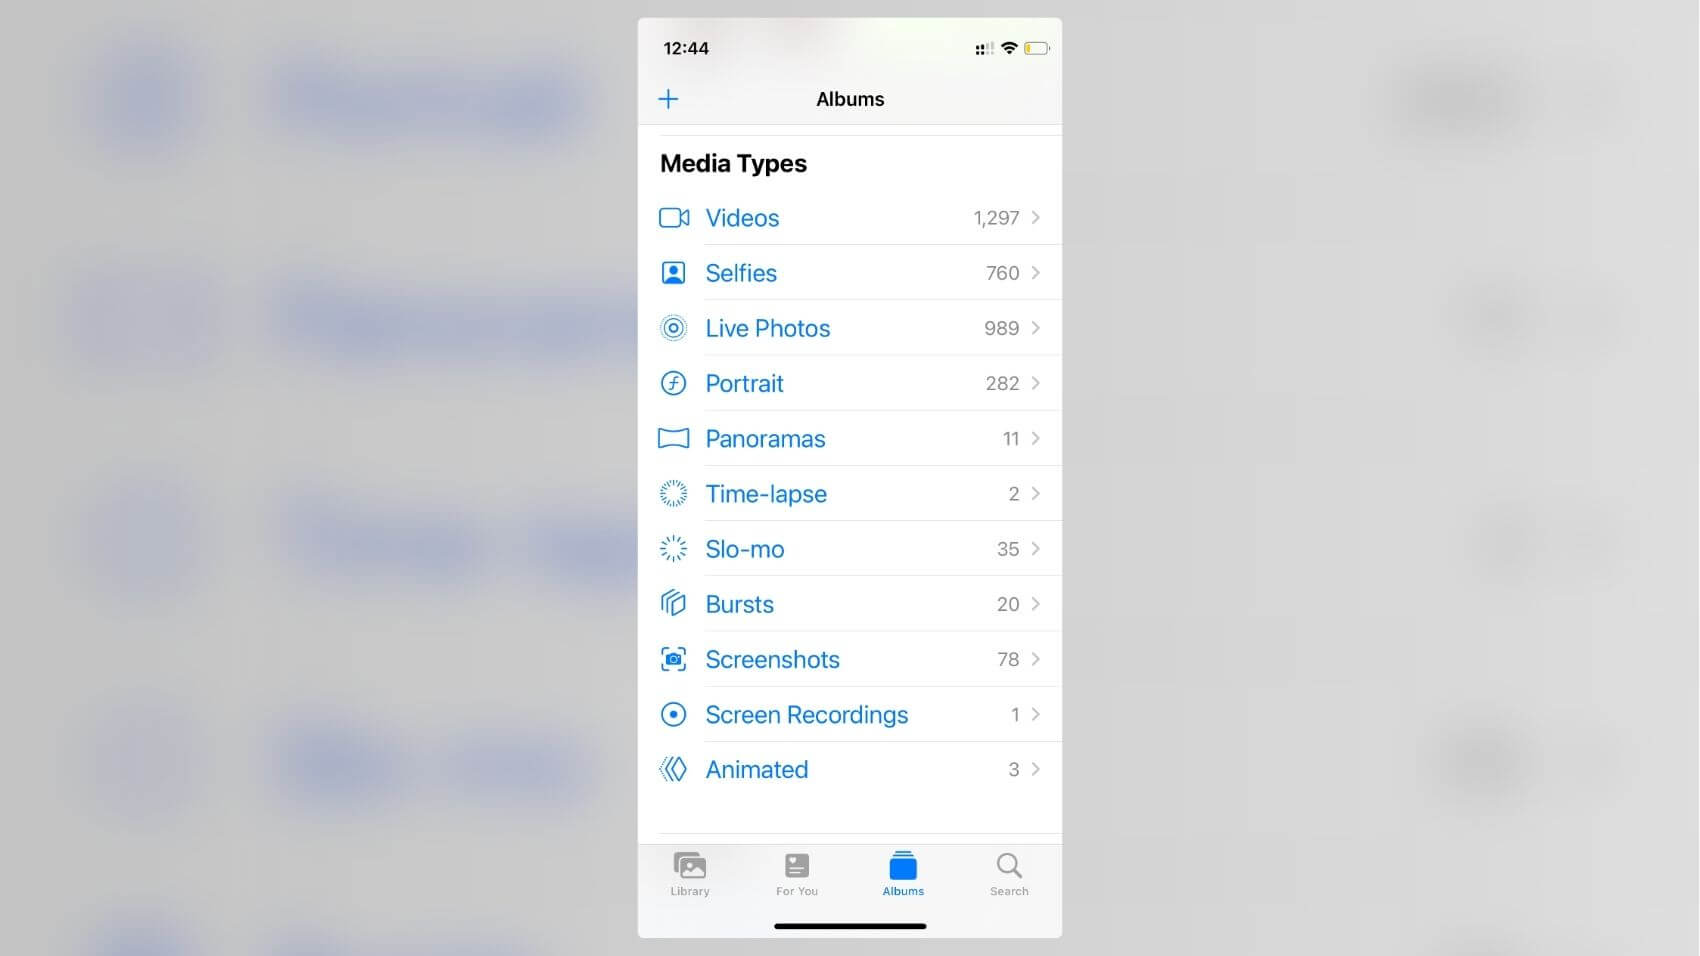 12:44
Albums
Media Types
Videos 1,297
Selfies 760
Live Photos 989
Portrait 282
Panoramas 11
Time-lapse 2
Slo-mo 35
Bursts 20
Screenshots 78
Screen Recordings 1
Animated 3
Library For You Albums Search